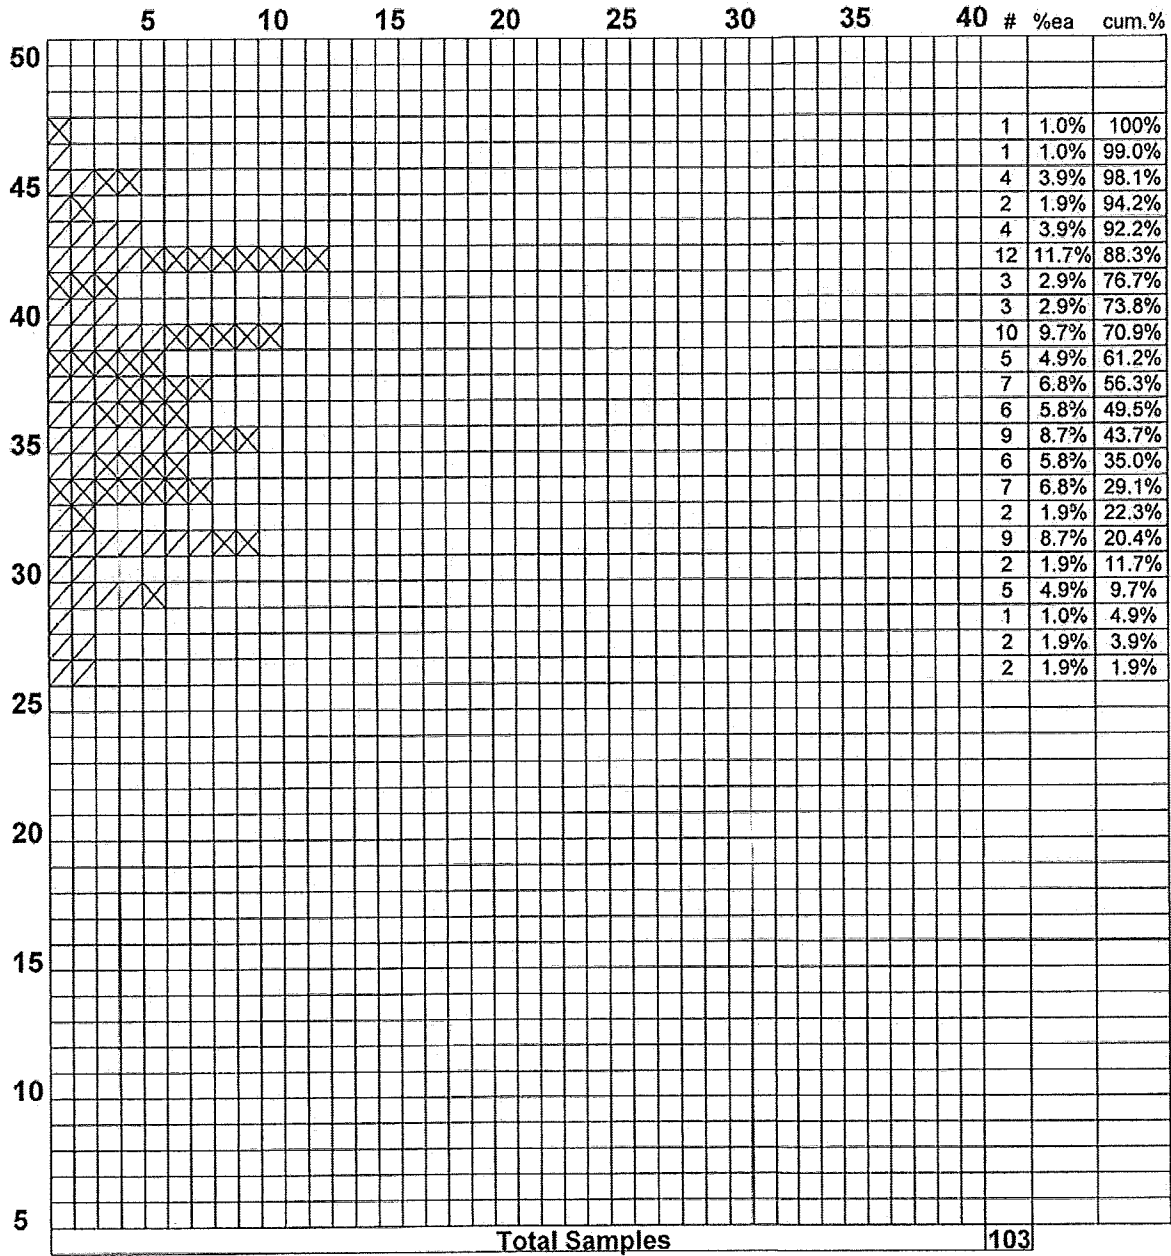 5 10 15 20 25 30 35 40 # %ea cum.%
50
1 1.0% 100%
1 1.0% 99.0%
45 4 3.9% 98.1%
2 1.9% 94.2%
4 3.9% 92.2%
12 11.7% 88.3%
3 2.9% 76.7%
40 3 2.9% 73.8%
10 9.7% 70.9%
5 4.9% 61.2%
7 6.8% 56.3%
6 5.8% 49.5%
35 9 8.7% 43.7%
6 5.8% 35.0%
7 6.8% 29.1%
2 1.9% 22.3%
9 8.7% 20.4%
30 2 1.9% 11.7%
5 4.9% 9.7%
1 1.0% 4.9%
2 1.9% 3.9%
2 1.9% 1.9%
25
20
15
10
5
Total Samples 103